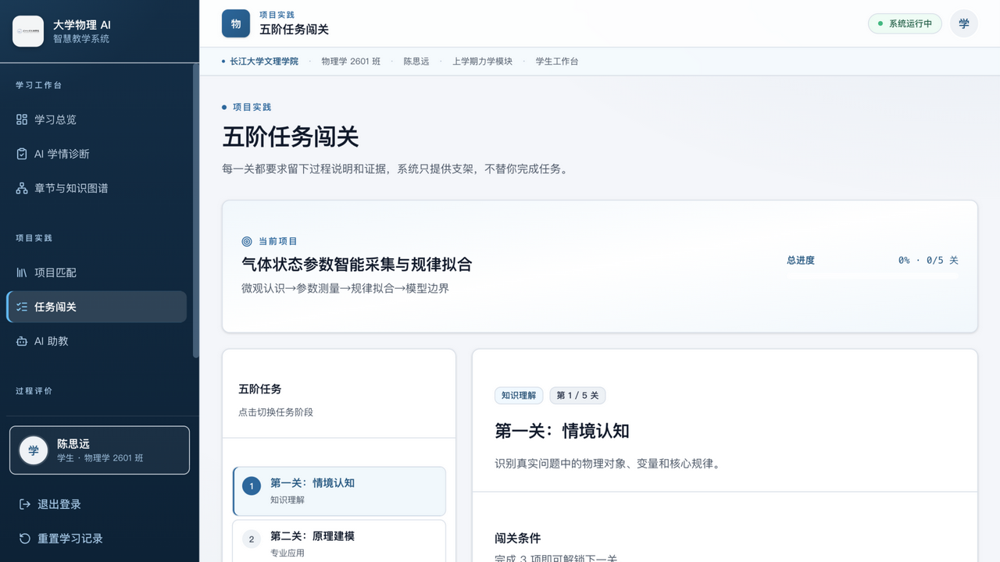 大学物理 AI
智慧教学系统
学习工作台
学习总览
AI 学情诊断
章节与知识图谱
项目实践
项目匹配
任务闯关
AI 助教
过程评价
学
陈思远
学生 · 物理学 2601 班
退出登录
重置学习记录
物
项目实践
五阶任务闯关
系统运行中
学
长江大学文理学院 · 物理学 2601 班 · 陈思远 · 上学期力学模块 · 学生工作台
项目实践
五阶任务闯关
每一关都要求留下过程说明和证据，系统只提供支架，不替你完成任务。
当前项目
气体状态参数智能采集与规律拟合
微观认识→参数测量→规律拟合→模型边界
总进度
0% · 0/5 关
五阶任务
点击切换任务阶段
1
第一关：情境认知
知识理解
2
第二关：原理建模
专业应用
知识理解
第 1 / 5 关
第一关：情境认知
识别真实问题中的物理对象、变量和核心规律。
闯关条件
完成 3 项即可解锁下一关